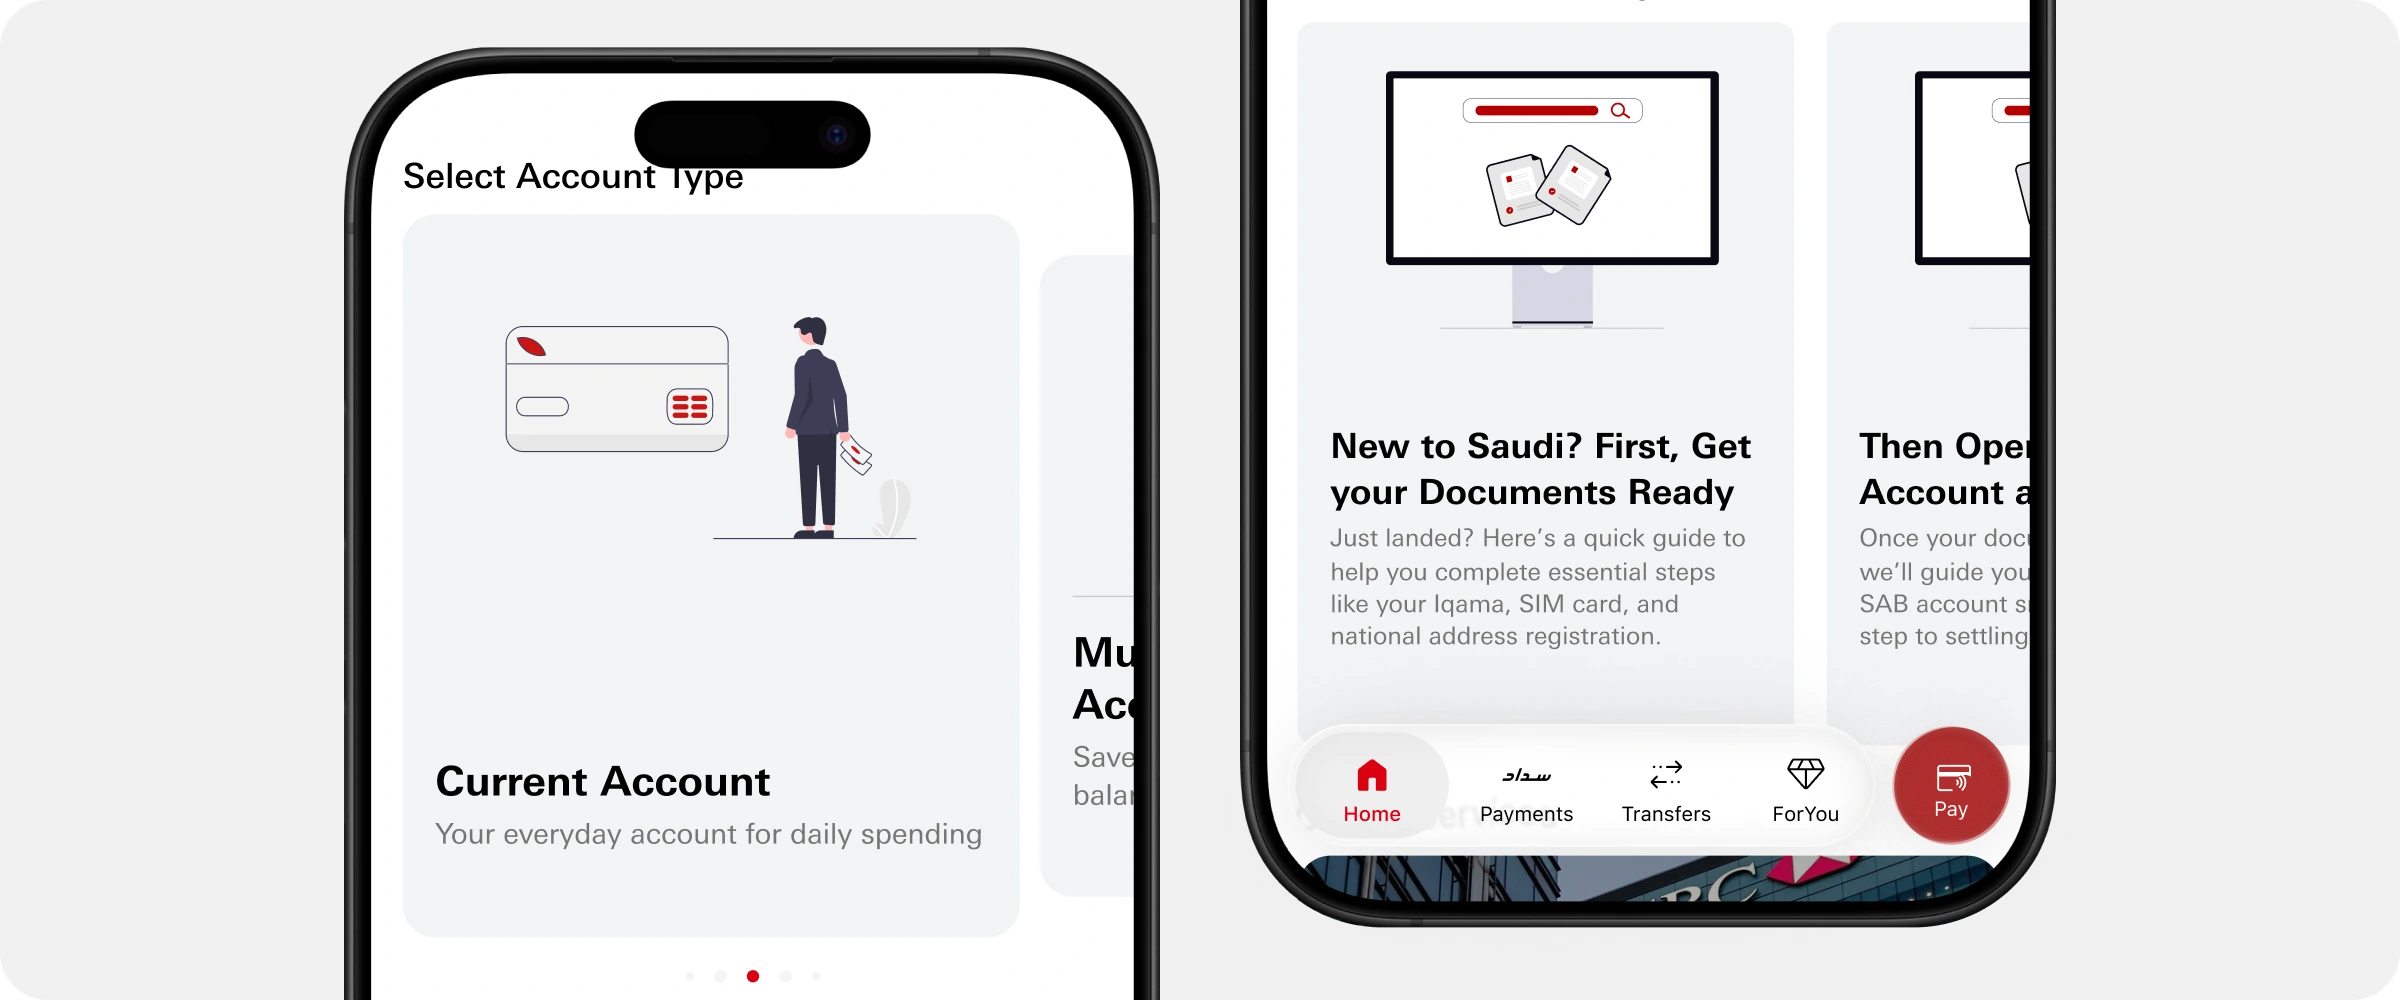 Select Account Type
Current Account
Your everyday account for daily spending
Mu
Acc
Save
balar
New to Saudi? First, Get
your Documents Ready
Just landed? Here's a quick guide to
help you complete essential steps
like your Iqama, SIM card, and
national address registration.
Then Oper
Account a
Once your docu
we'll guide you
SAB account sr
step to settling
سداد
Home
Payments
Transfers
ForYou
Pay